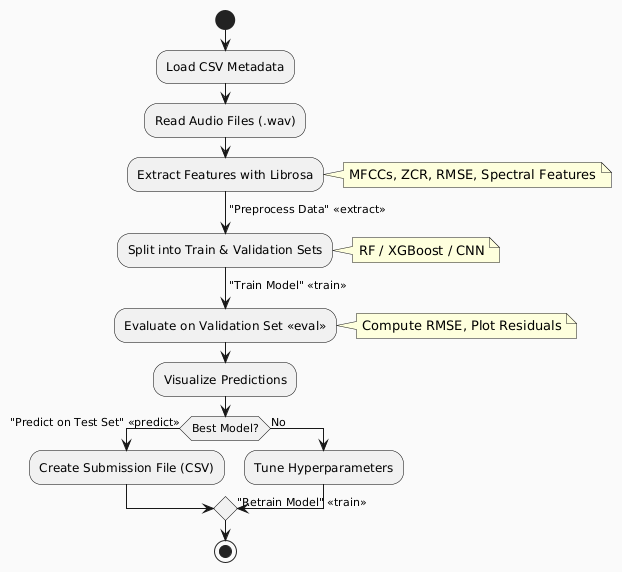 Load CSV Metadata
Read Audio Files (.wav)
Extract Features with Librosa
MFCCs, ZCR, RMSE, Spectral Features
"Preprocess Data" «extract»
Split into Train & Validation Sets
RF / XGBoost / CNN
"Train Model" «train»
Evaluate on Validation Set «eval»
Compute RMSE, Plot Residuals
Visualize Predictions
"Predict on Test Set" «predict»
Best Model?
No
Create Submission File (CSV)
Tune Hyperparameters
"Retrain Model" «train»